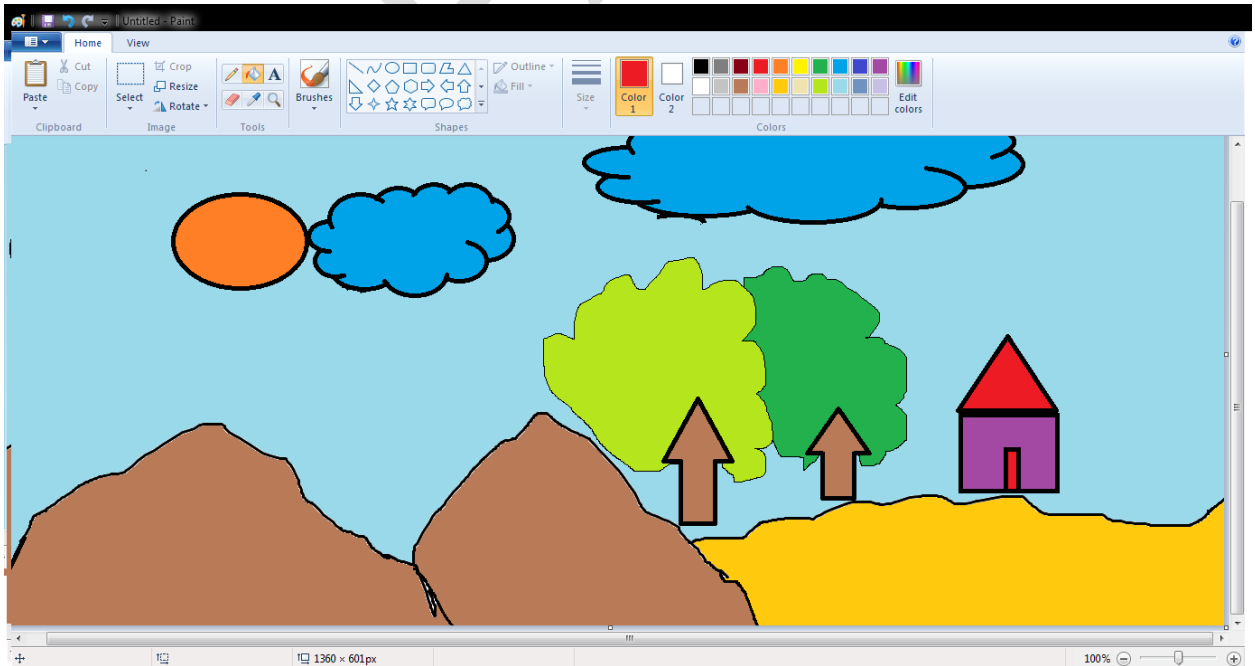 Untitled - Paint
Home View
Cut
Copy
Paste
Clipboard
Crop
Resize
Rotate
Select
Image
Tools
Brushes
Outline
Fill
Shapes
Size
Color 1
Color 2
Edit colors
Colors
1360 × 601px
100%